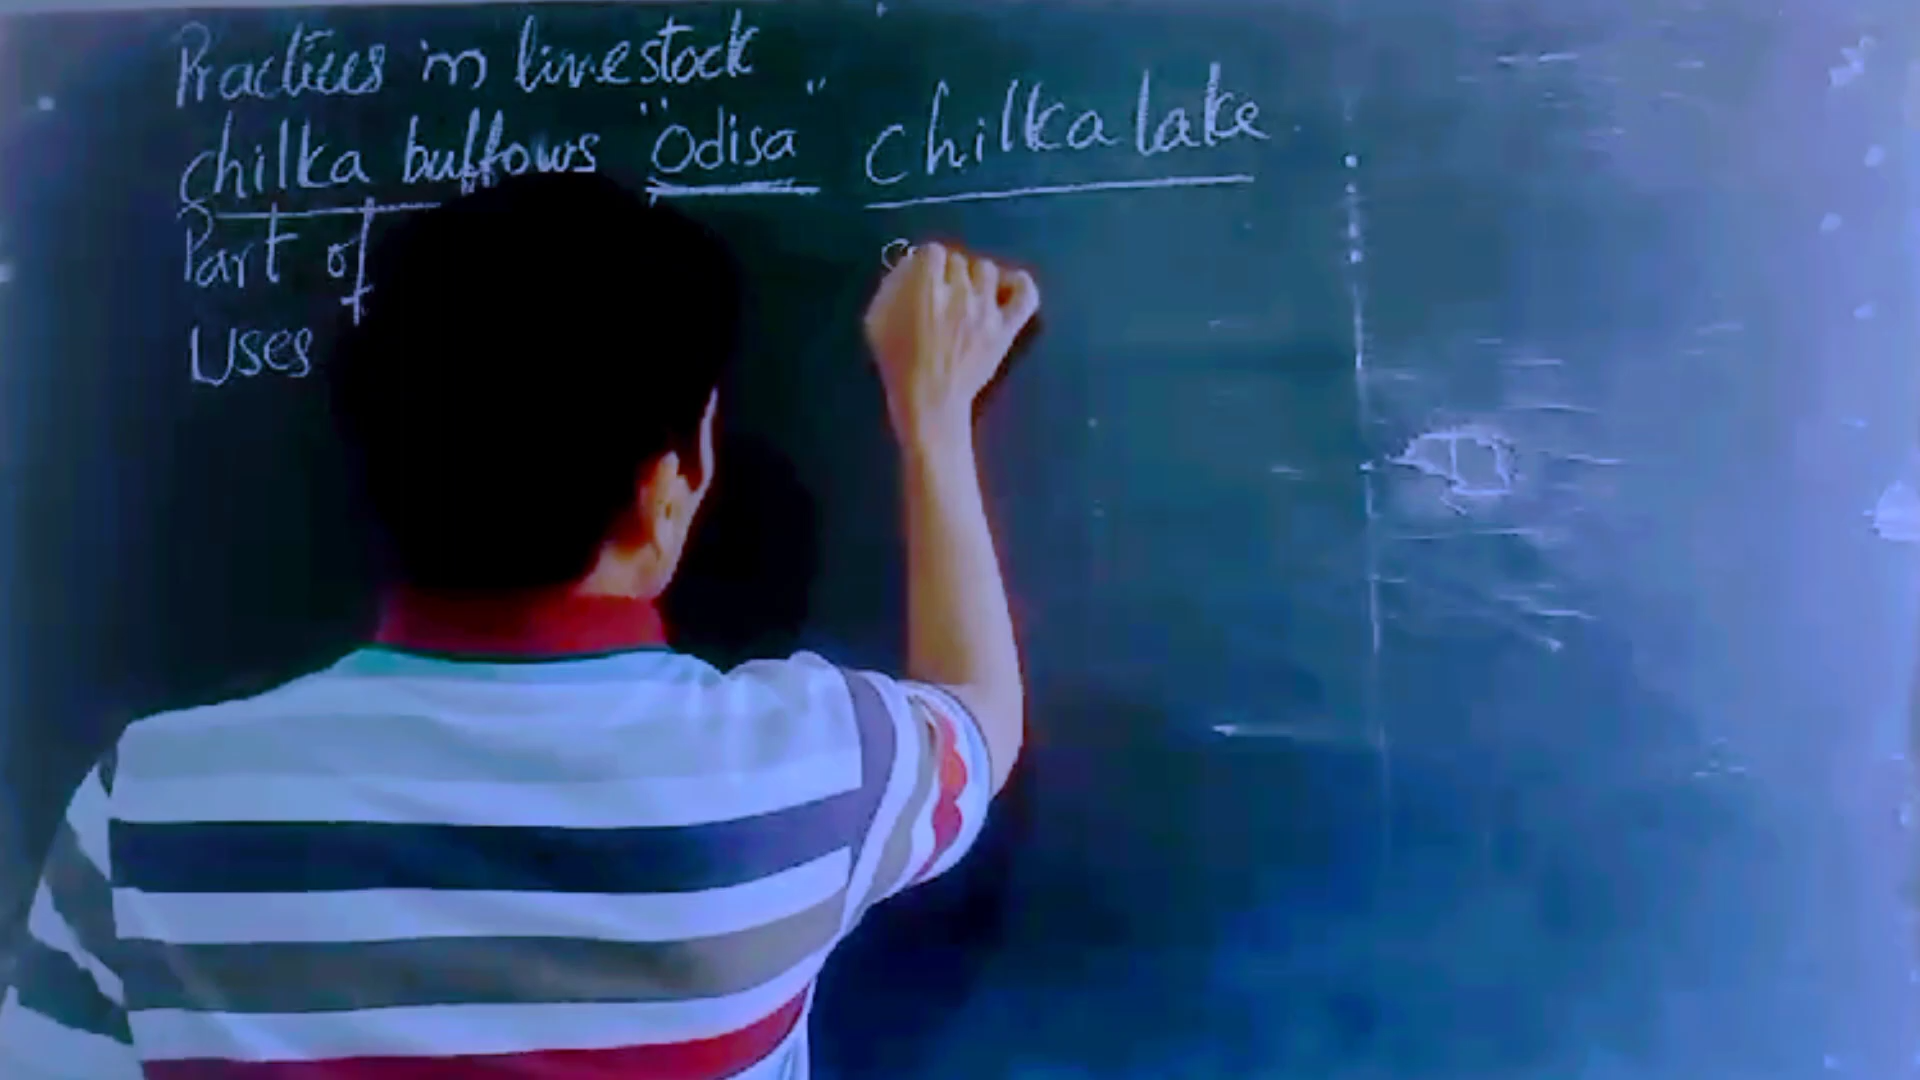 Practices in livestock
chilka buffows "Odisa" Chilka lake
Part of
Uses